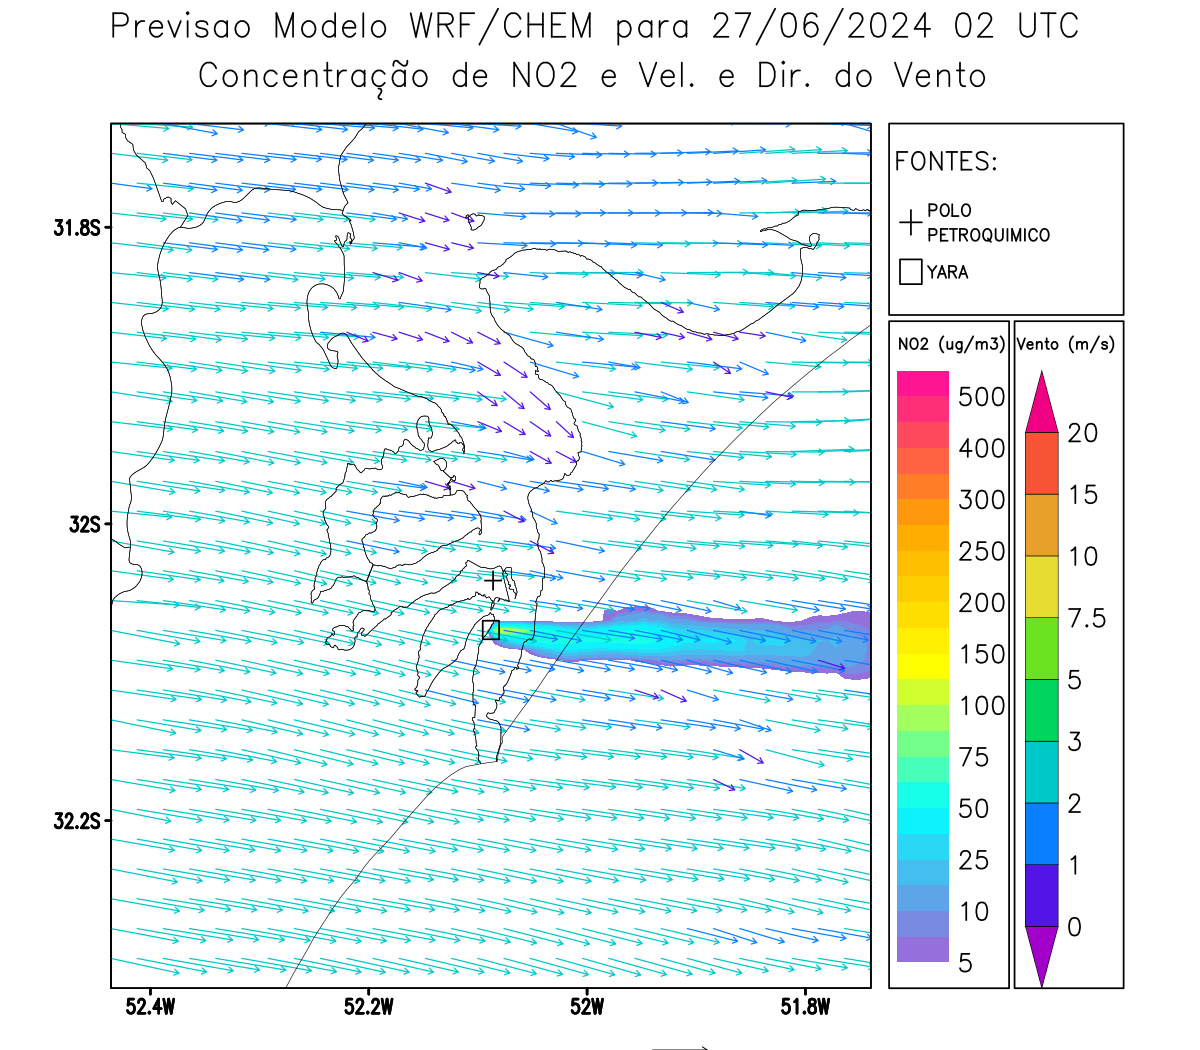 Previsao Modelo WRF/CHEM para 27/06/2024 02 UTC
Concentração de NO2 e Vel. e Dir. do Vento
FONTES:
POLO
PETROQUIMICO
YARA
NO2 (ug/m3)
500
400
300
250
200
150
100
75
50
25
10
5
Vento (m/s)
20
15
10
7.5
5
3
2
1
0
31.8S
32S
32.2S
52.4W
52.2W
52W
51.8W